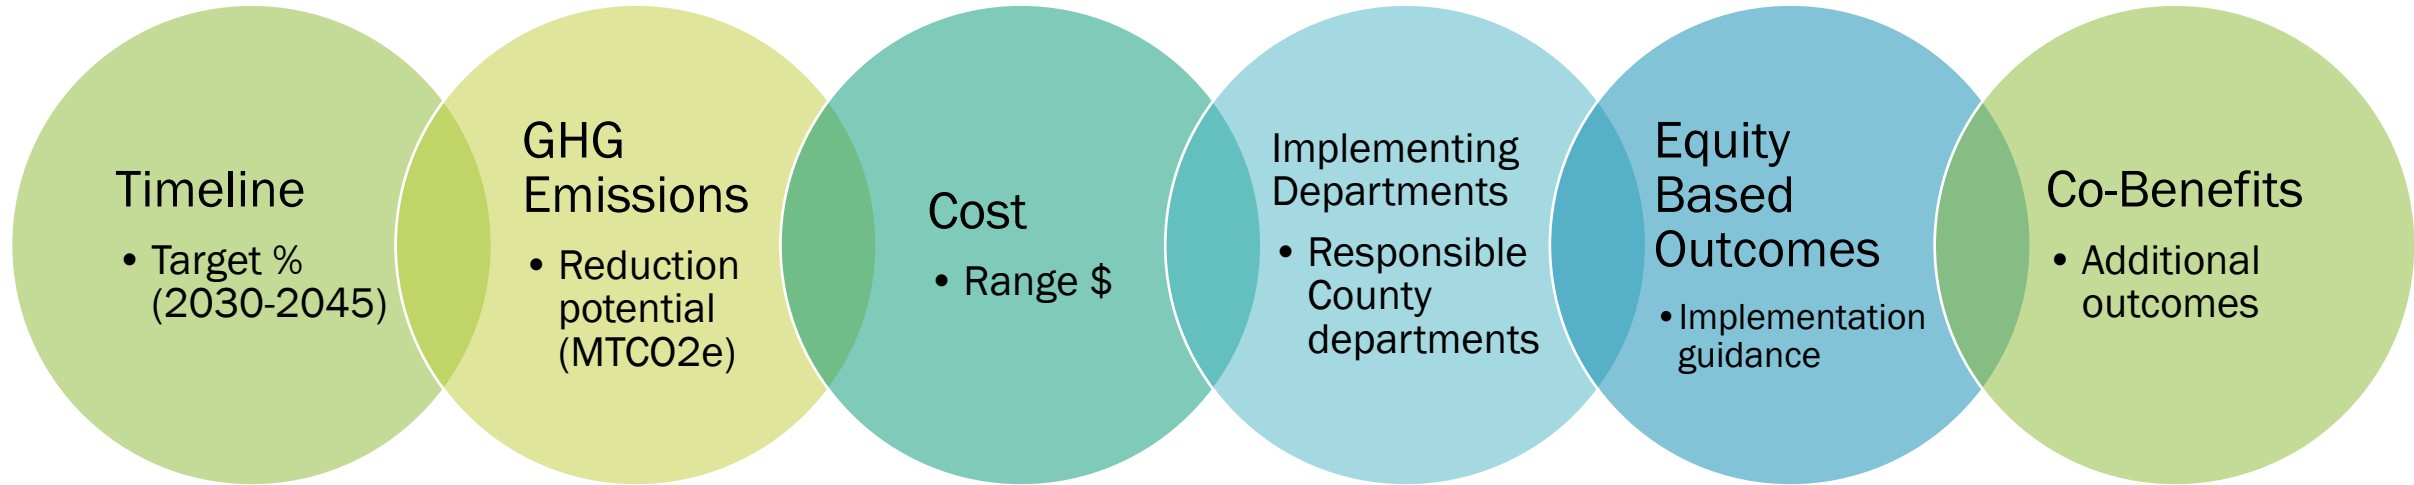 Timeline
• Target %
(2030-2045)
GHG
Emissions
• Reduction
potential
(MTCO2e)
Cost
• Range $
Implementing
Departments
• Responsible
County
departments
Equity
Based
Outcomes
• Implementation
guidance
Co-Benefits
• Additional
outcomes